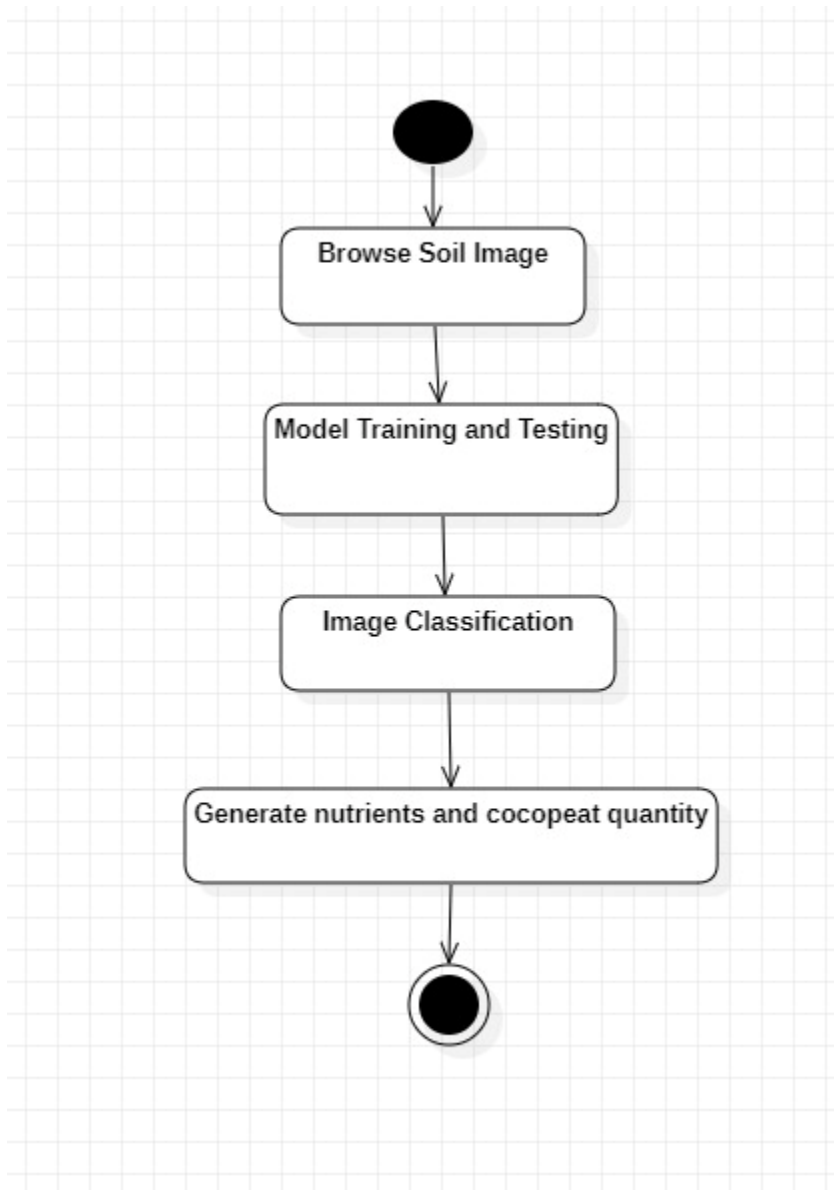 Browse Soil Image
Model Training and Testing
Image Classification
Generate nutrients and cocopeat quantity